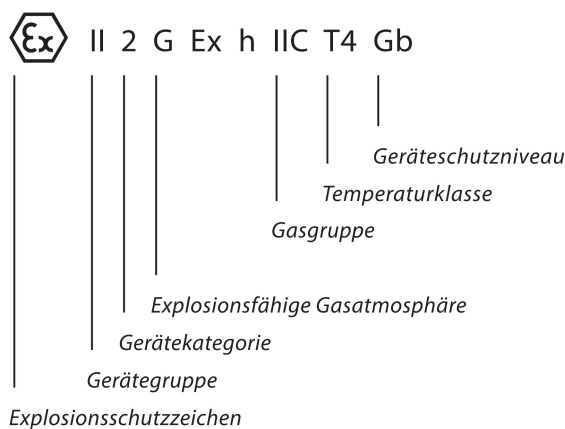 Ex II 2 G Ex h IIC T4 Gb
Geräteschutzniveau
Temperaturklasse
Gasgruppe
Explosionsfähige Gasatmosphäre
Gerätekategorie
Gerätegruppe
Explosionsschutzzeichen